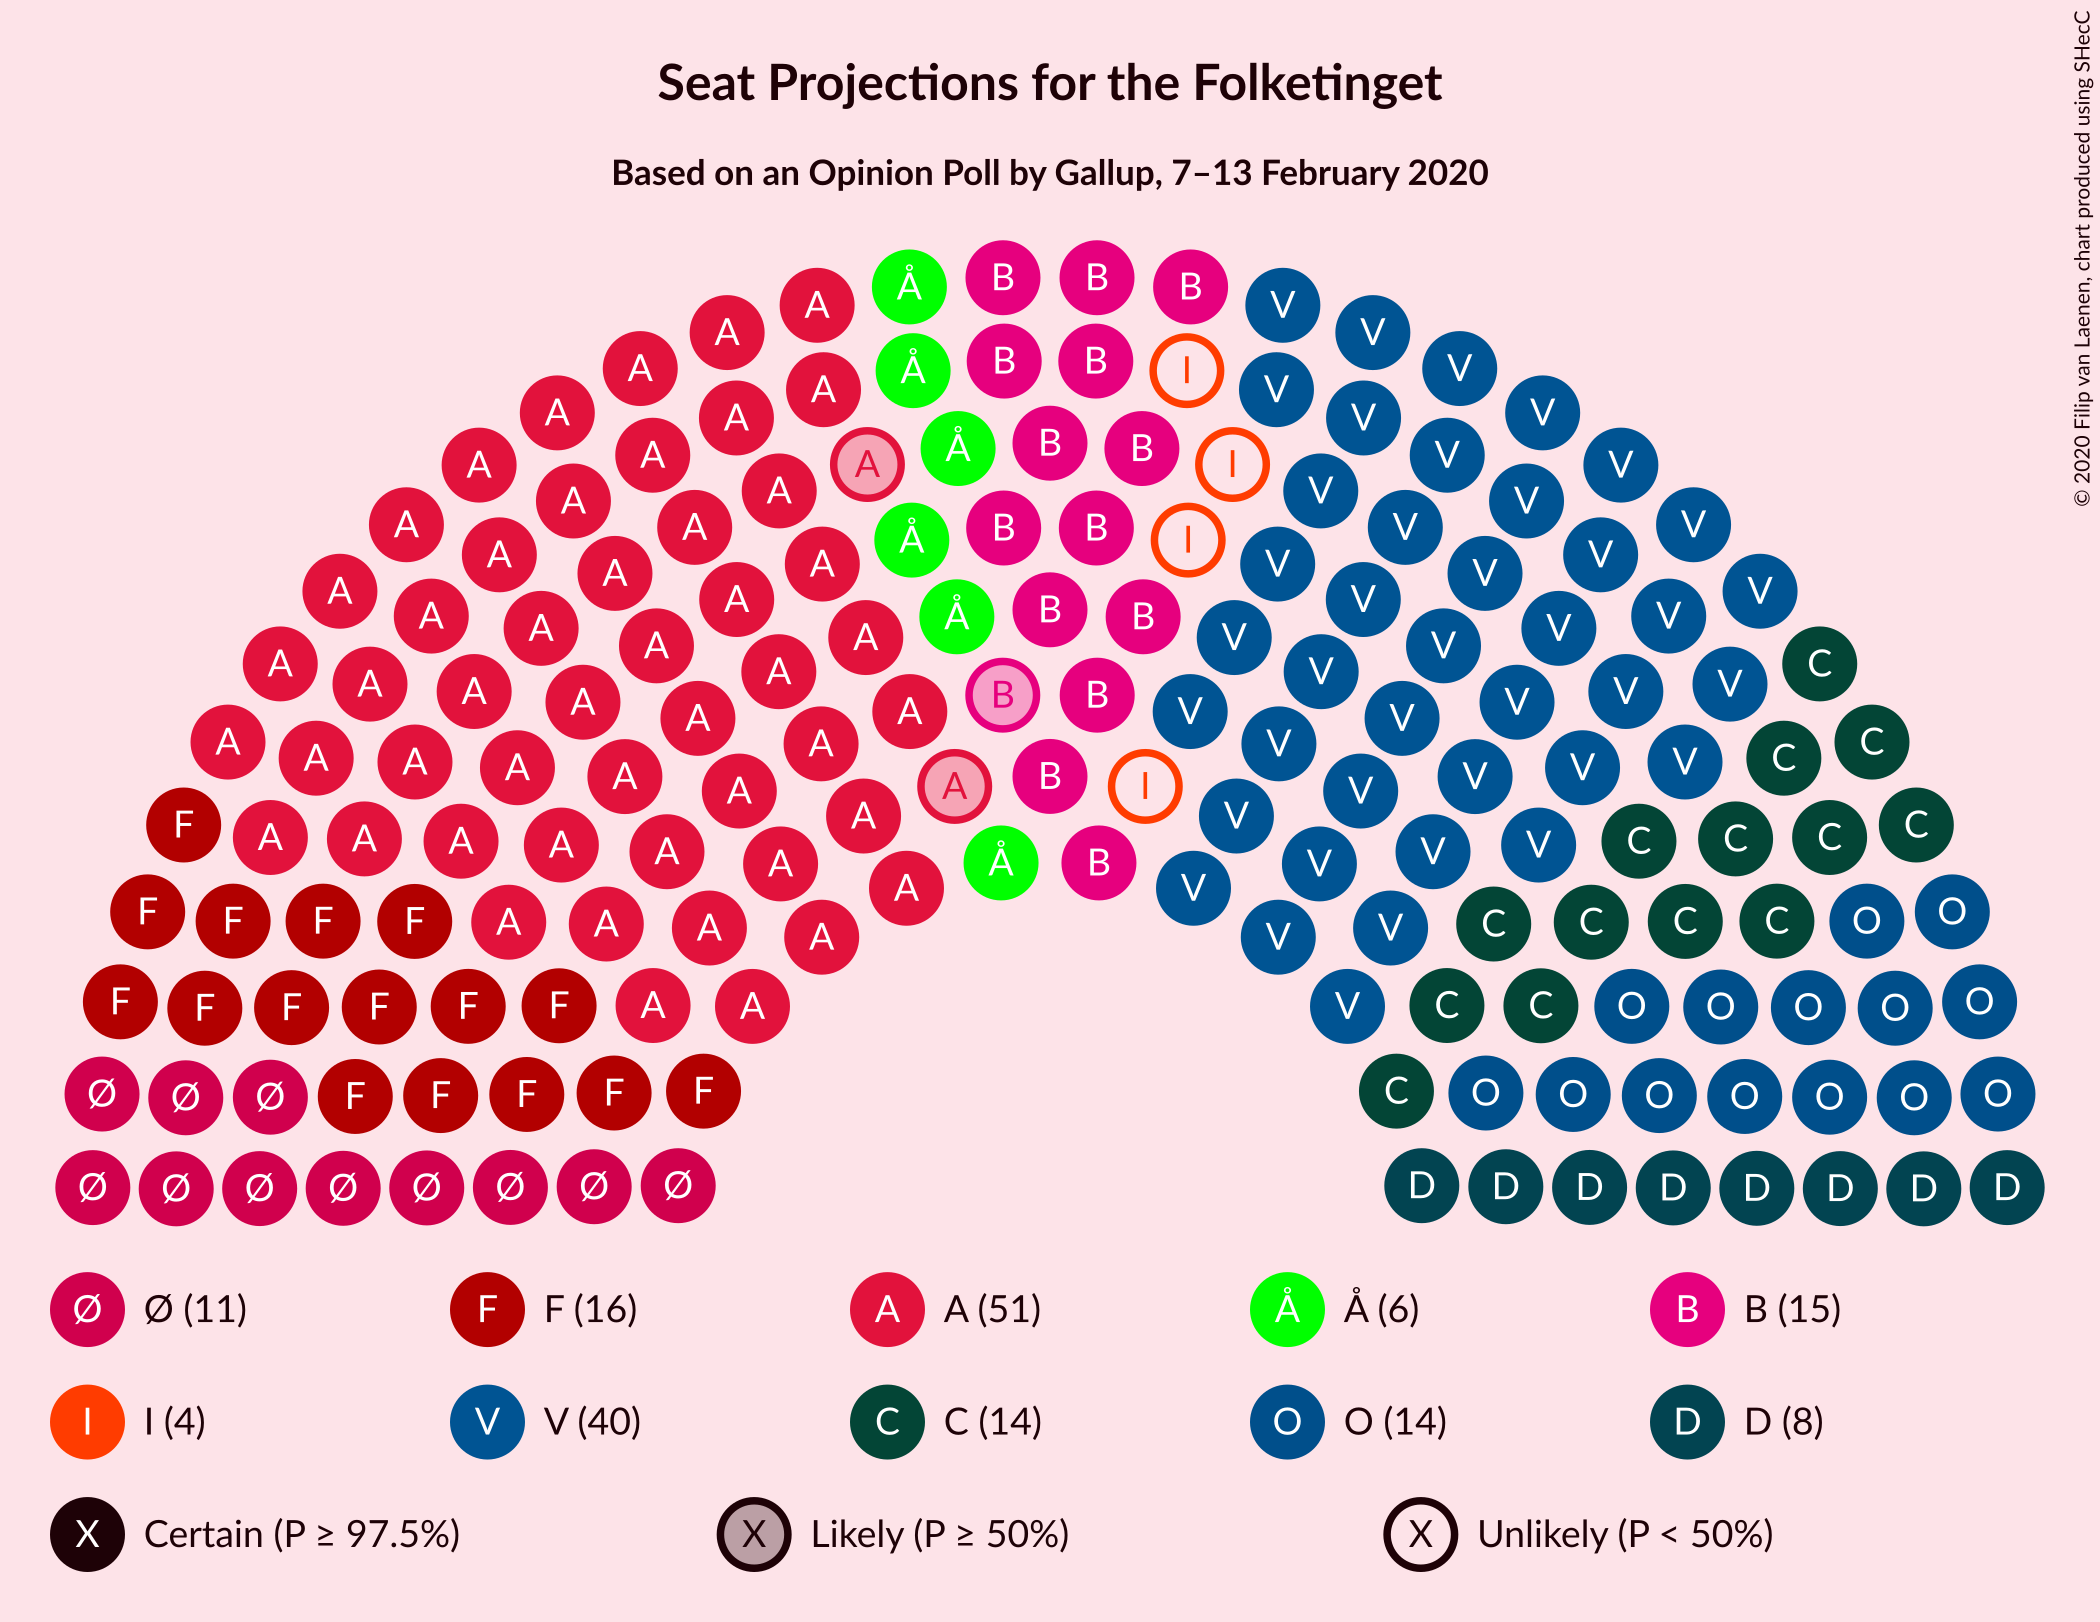 Seat Projections for the Folketinget
Based on an Opinion Poll by Gallup, 7–13 February 2020
© 2020 Filip van Laenen, chart produced using SHecC
Å B B B
A V
A V
A Å B B I V
A V
A A V V
A A Å B B I V V
A A A V V V
A A A Å B B I V V V
A A A V V V
A A A A Å B B V V V V
A A A A V V V C
A A A A A B B V V V V V
A A A A V V V C
A A A A A A B I V V V V V C
F A A A A A V V C C C C
A A A A Å B V V V
F F F F A A A A A V V V C C C C O O
F F F F F F A A V C C O O O O O
Ø Ø Ø F F F F F C O O O O O O O
Ø Ø Ø Ø Ø Ø Ø Ø D D D D D D D D
Ø Ø (11) F F (16) A A (51) Å Å (6) B B (15)
I I (4) V V (40) C C (14) O O (14) D D (8)
X Certain (P ≥ 97.5%) X Likely (P ≥ 50%) X Unlikely (P < 50%)